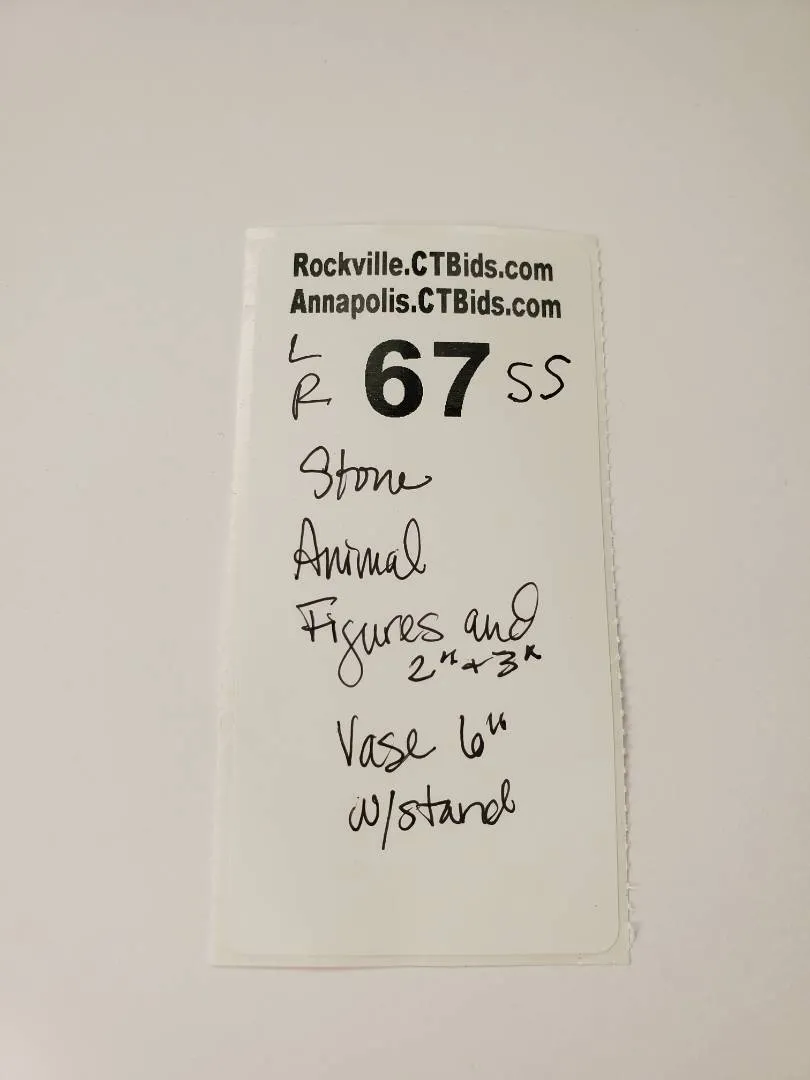 Rockville.CTBids.com
Annapolis.CTBids.com
L
R 67 SS
Stone
Animal
Figures and
2" + 3"
Vase 6"
w/stand